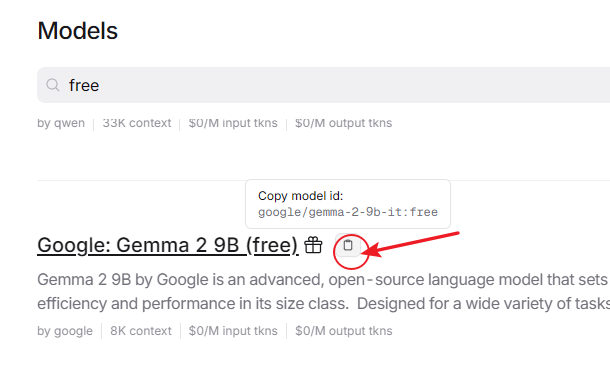 Models
free
by qwen 33K context $0/M input tkns $0/M output tkns
Copy model id:
google/gemma-2-9b-it:free
Google: Gemma 2 9B (free)
Gemma 2 9B by Google is an advanced, open-source language model that sets
efficiency and performance in its size class. Designed for a wide variety of tasks
by google 8K context $0/M input tkns $0/M output tkns